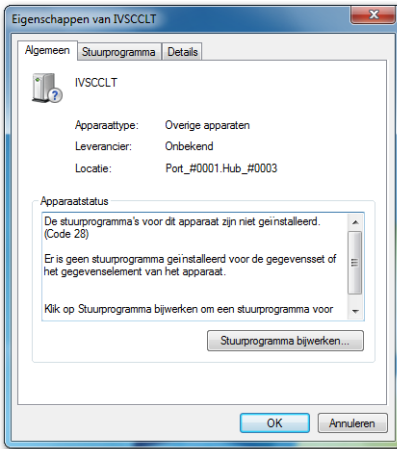 Eigenschappen van IVSCCLT
Algemeen Stuurprogramma Details
IVSCCLT
Apparaattype: Overige apparaten
Leverancier: Onbekend
Locatie: Port_#0001.Hub_#0003
Apparaatstatus
De stuurprogramma's voor dit apparaat zijn niet geïnstalleerd.
(Code 28)
Er is geen stuurprogramma geïnstalleerd voor de gegevensset of
het gegevenselement van het apparaat.
Klik op Stuurprogramma bijwerken om een stuurprogramma voor
Stuurprogramma bijwerken...
OK Annuleren